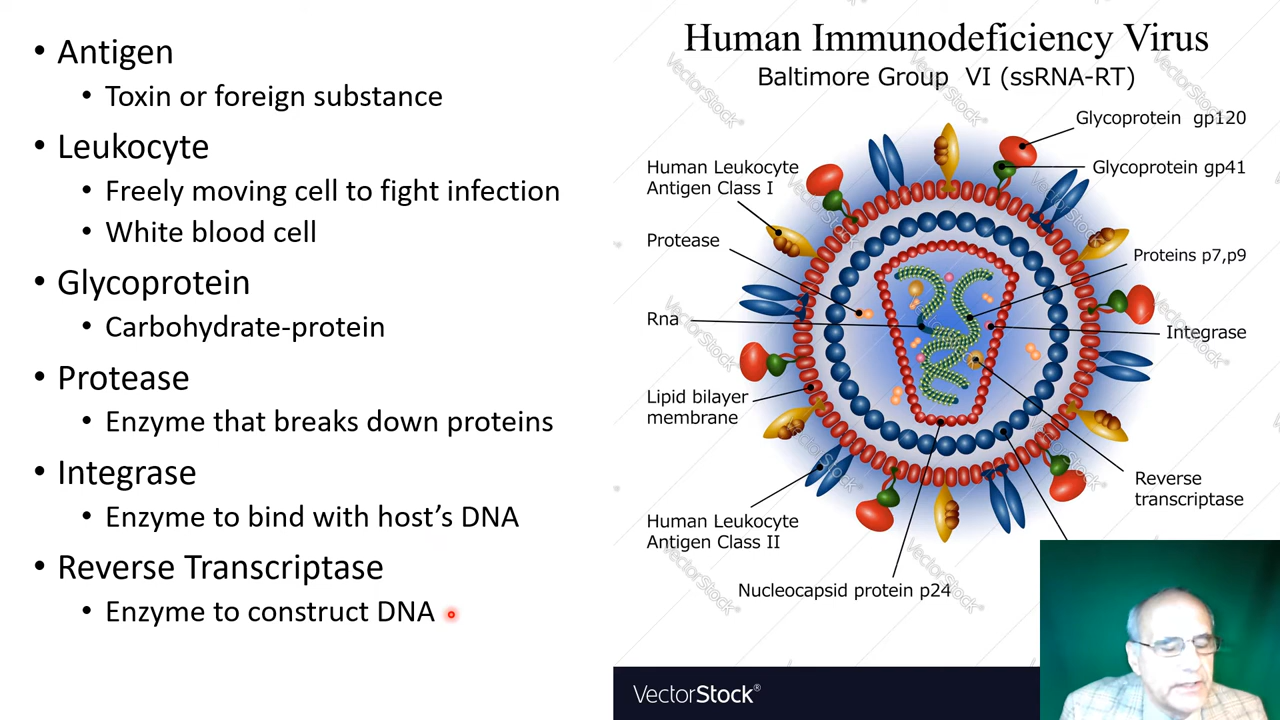 • Antigen
• Toxin or foreign substance
• Leukocyte
• Freely moving cell to fight infection
• White blood cell
• Glycoprotein
• Carbohydrate-protein
• Protease
• Enzyme that breaks down proteins
• Integrase
• Enzyme to bind with host’s DNA
• Reverse Transcriptase
• Enzyme to construct DNA
Human Immunodeficiency Virus
Baltimore Group VI (ssRNA-RT)
Glycoprotein gp120
Human Leukocyte
Antigen Class I
Glycoprotein gp41
Protease
Proteins p7,p9
Rna
Integrase
Lipid bilayer
membrane
Reverse
transcriptase
Human Leukocyte
Antigen Class II
Nucleocapsid protein p24
VectorStock®